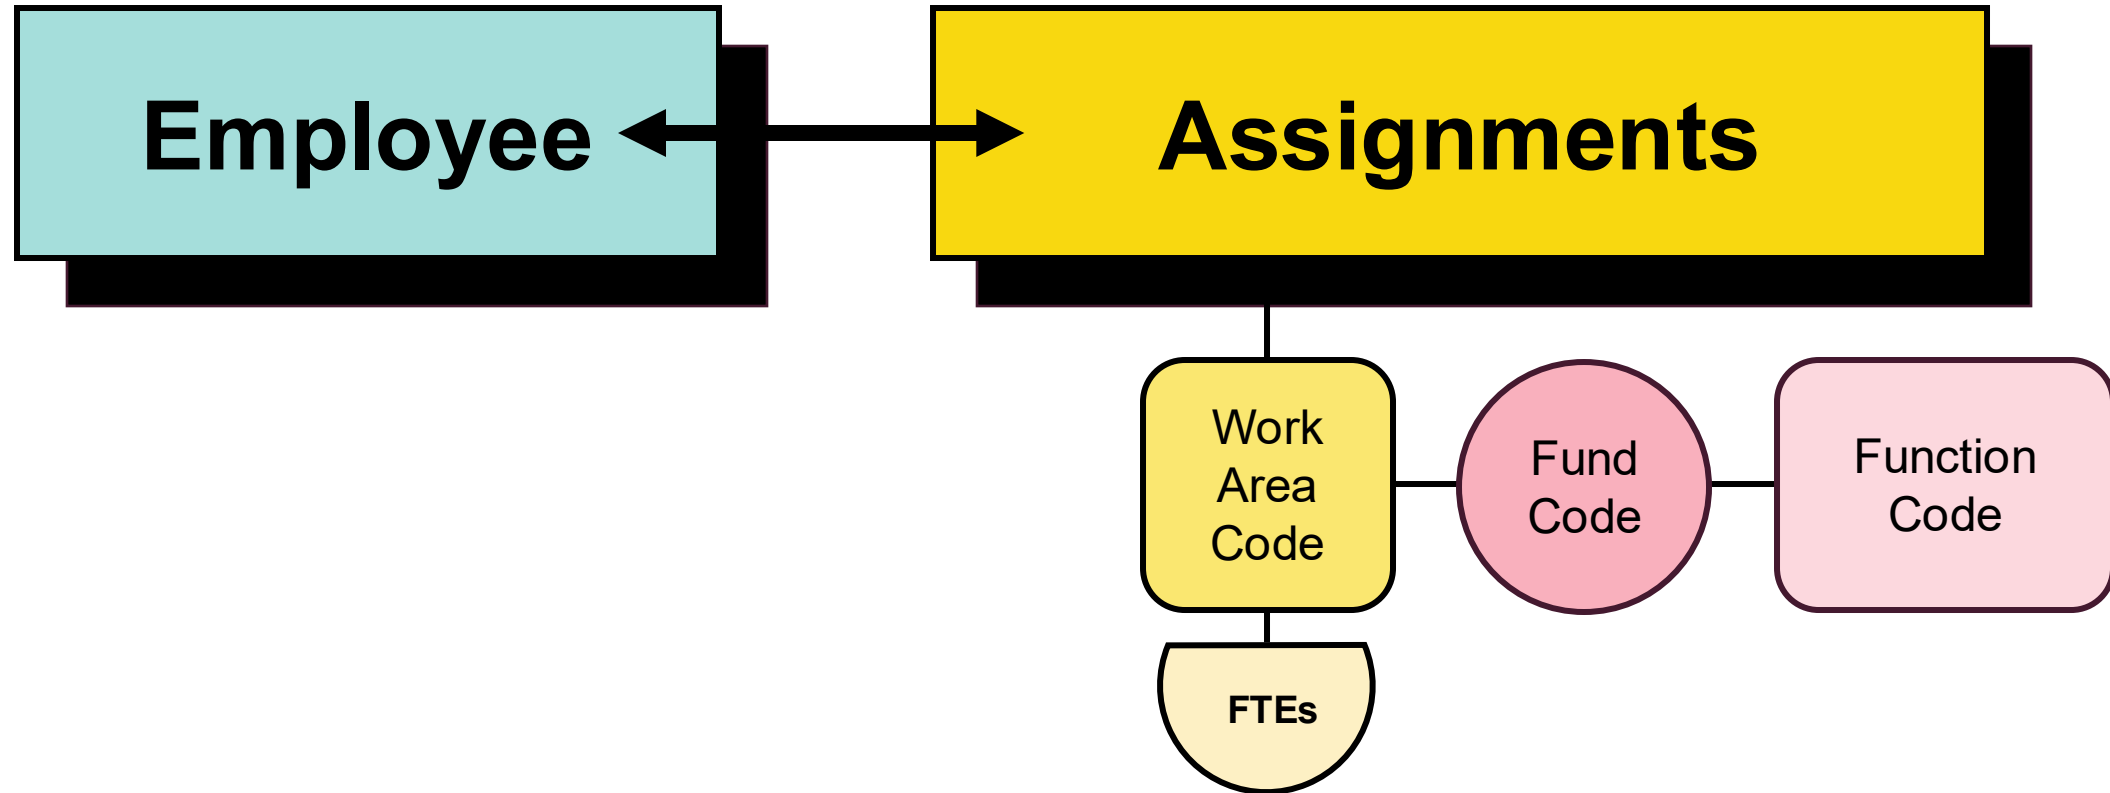 Employee
Assignments
Work
Area
Code
Fund
Code
Function
Code
FTEs